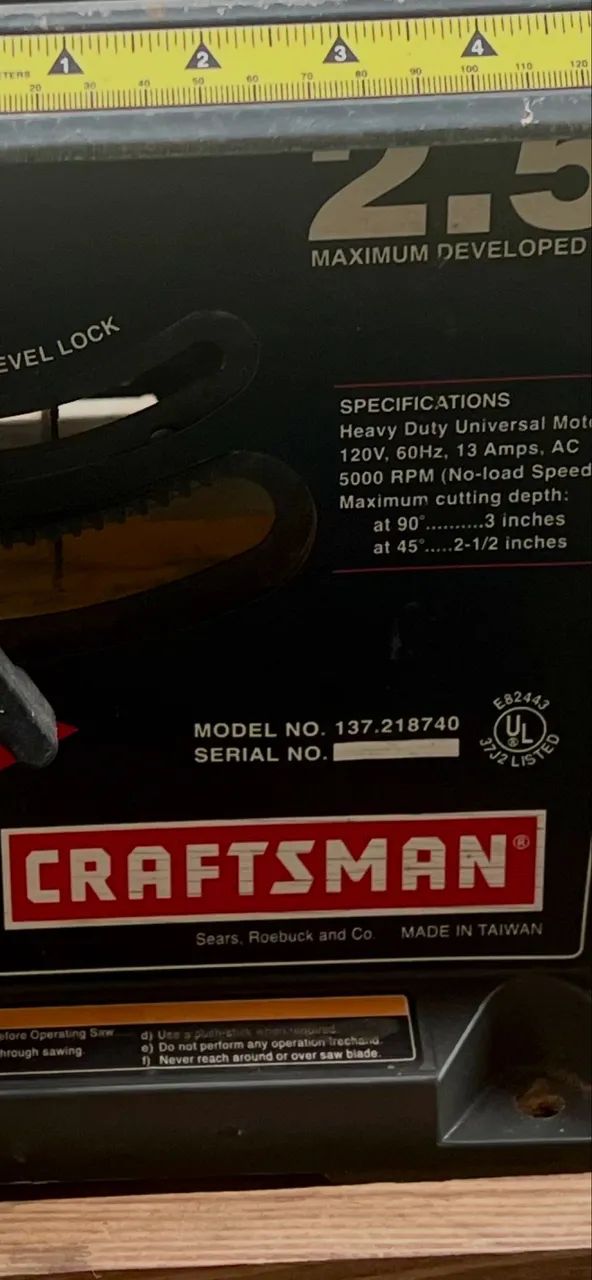 1 2 3 4
20 30 40 50 60 70 80 90 100 110 120
2.5
MAXIMUM DEVELOPED
EVEL LOCK
SPECIFICATIONS
Heavy Duty Universal Moto
120V, 60Hz, 13 Amps, AC
5000 RPM (No-load Speed
Maximum cutting depth:
at 90°..........3 inches
at 45°.....2-1/2 inches
MODEL NO. 137.218740
SERIAL NO.
E82443
UL®
37J2 LISTED
CRAFTSMAN®
Sears, Roebuck and Co. MADE IN TAIWAN
efore Operating Saw.
hrough sawing.
d) Use a push-stick when required.
e) Do not perform any operation freehand.
f) Never reach around or over saw blade.